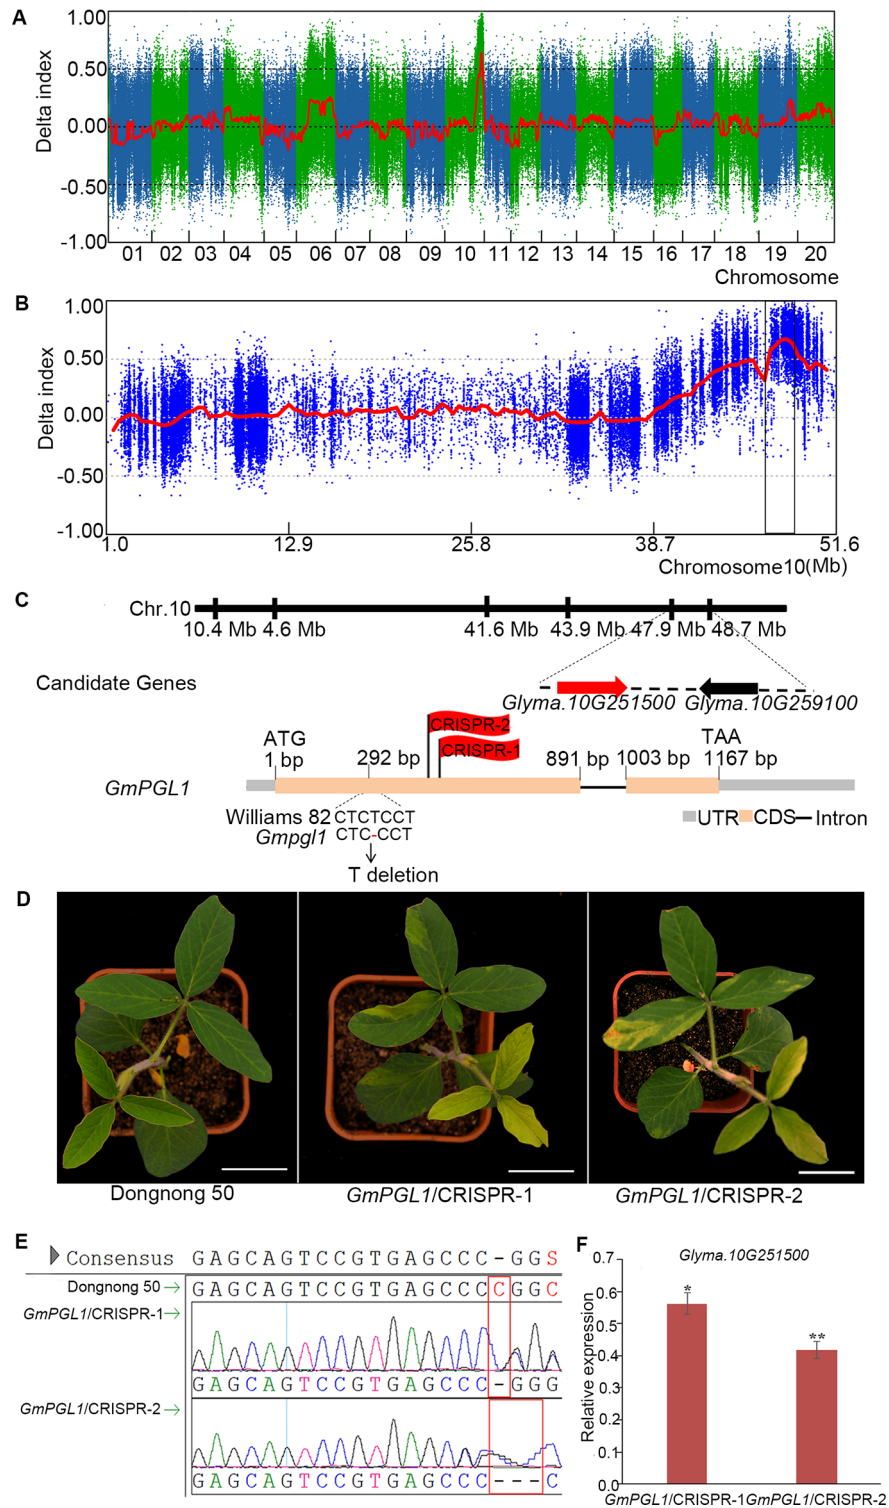 A
Delta index
1.00
0.50
0.00
-0.50
-1.00
01 02 03 04 05 06 07 08 09 10 11 12 13 14 15 16 17 18 19 20
Chromosome
B
Delta index
1.00
0.50
0.00
-0.50
-1.00
1.0 12.9 25.8 38.7 51.6
Chromosome10(Mb)
C
Chr.10
10.4 Mb 4.6 Mb 41.6 Mb 43.9 Mb 47.9 Mb 48.7 Mb
Candidate Genes
Glyma.10G251500 Glyma.10G259100
CRISPR-2
CRISPR-1
ATG TAA
1 bp 292 bp 891 bp 1003 bp 1167 bp
GmPGL1
Williams 82 CTCTCCT
Gmpgl1 CTC-CCT
UTR CDS Intron
T deletion
D
Dongnong 50 GmPGL1/CRISPR-1 GmPGL1/CRISPR-2
E
Consensus GAGCAGTCCGTGAGCCC-GGS
Dongnong 50 → GAGCAGTCCGTGAGCCCCGGC
GmPGL1/CRISPR-1 →
GAGCAGTCCGTGAGCCC-GGG
GmPGL1/CRISPR-2 →
GAGCAGTCCGTGAGCCC---C
F
Glyma.10G251500
Relative expression
0.7
0.6
0.5
0.4
0.3
0.2
0.1
0.0
*
**
GmPGL1/CRISPR-1 GmPGL1/CRISPR-2